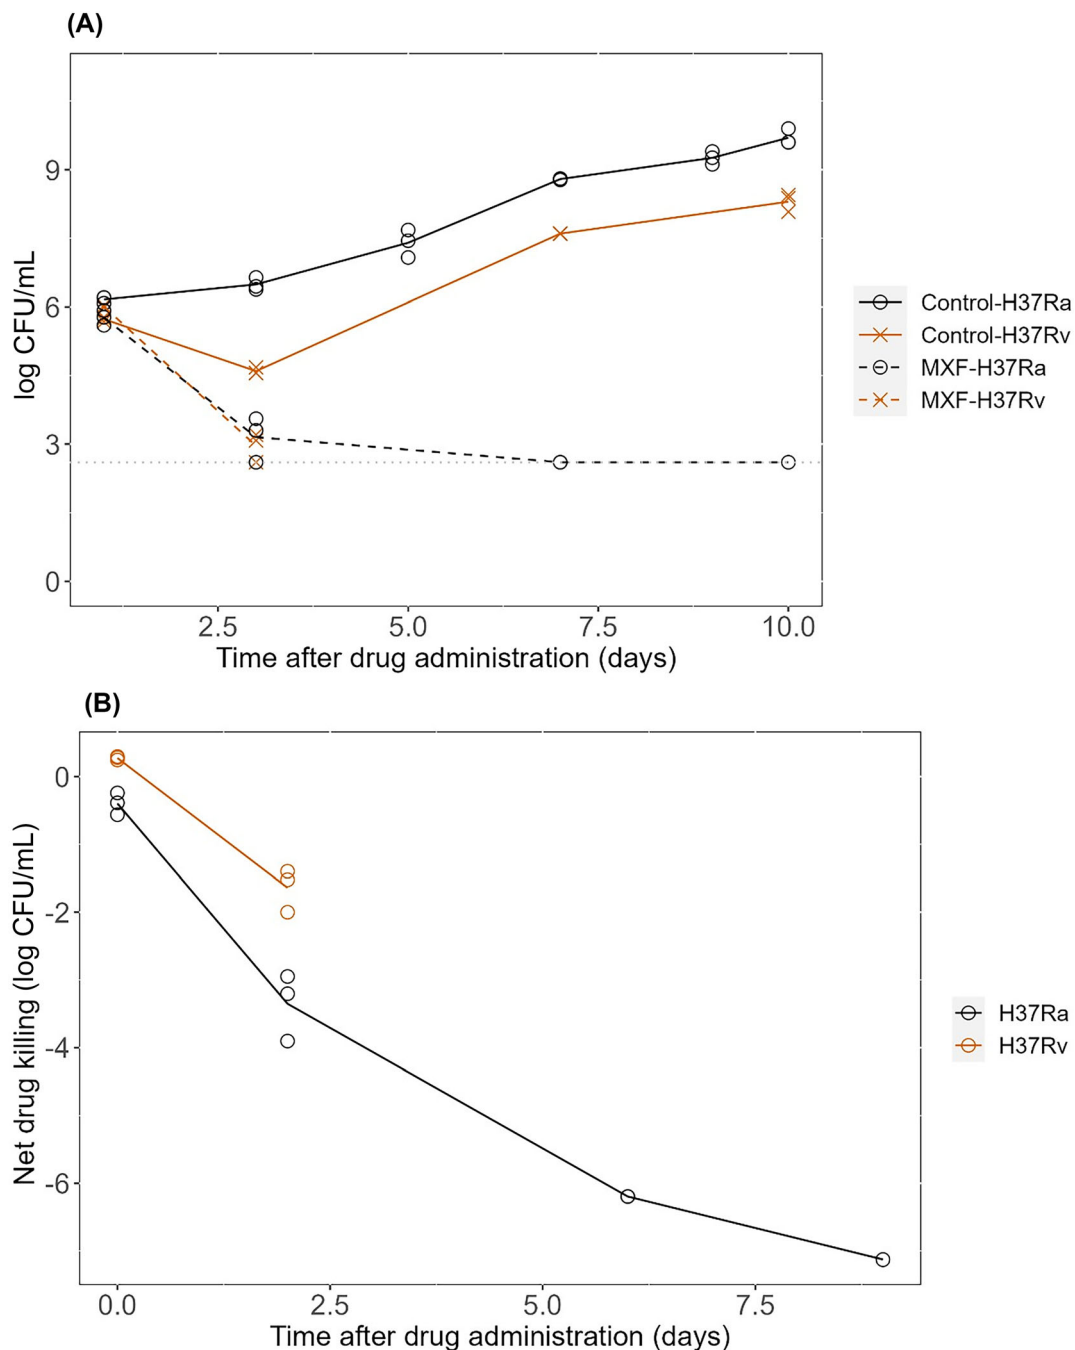 (A)
log CFU/mL
9
6
3
0
2.5 5.0 7.5 10.0
Time after drug administration (days)
Control-H37Ra
Control-H37Rv
MXF-H37Ra
MXF-H37Rv
(B)
Net drug killing (log CFU/mL)
0
-2
-4
-6
0.0 2.5 5.0 7.5
Time after drug administration (days)
H37Ra
H37Rv